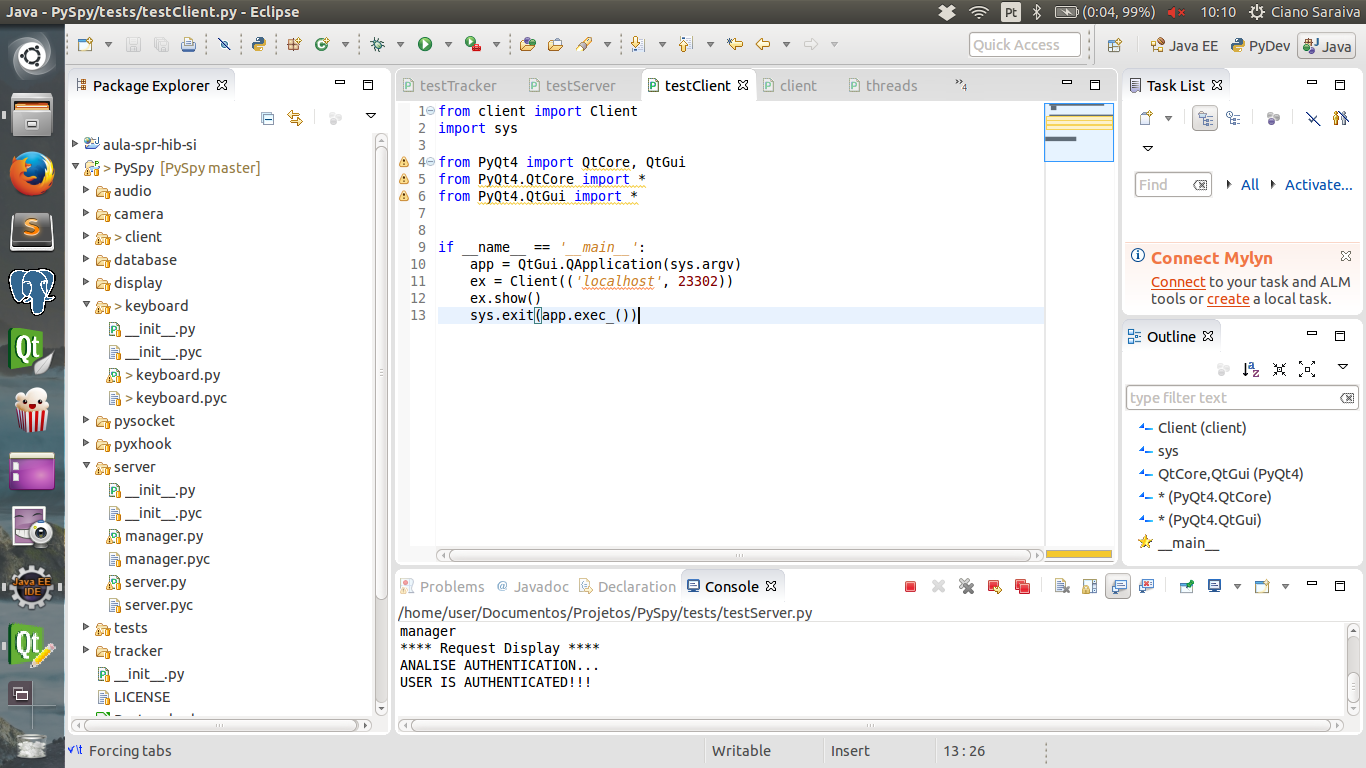 Java - PySpy/tests/testClient.py - Eclipse
Pt
(0:04, 99%)
10:10
Ciano Saraiva
Quick Access
Java EE
PyDev
Java
Package Explorer
aula-spr-hib-si
> PySpy [PySpy master]
audio
camera
> client
database
display
> keyboard
__init__.py
__init__.pyc
> keyboard.py
> keyboard.pyc
pysocket
pyxhook
server
__init__.py
__init__.pyc
manager.py
manager.pyc
server.py
server.pyc
tests
tracker
__init__.py
LICENSE
testTracker
testServer
testClient
client
threads
»4
1 from client import Client
2 import sys
3
4 from PyQt4 import QtCore, QtGui
5 from PyQt4.QtCore import *
6 from PyQt4.QtGui import *
7
8
9 if __name__ == '__main__':
10 app = QtGui.QApplication(sys.argv)
11 ex = Client(('localhost', 23302))
12 ex.show()
13 sys.exit(app.exec_())
Task List
Find
All
Activate...
Connect Mylyn
Connect to your task and ALM
tools or create a local task.
Outline
type filter text
Client (client)
sys
QtCore,QtGui (PyQt4)
* (PyQt4.QtCore)
* (PyQt4.QtGui)
__main__
Problems
@ Javadoc
Declaration
Console
/home/user/Documentos/Projetos/PySpy/tests/testServer.py
manager
**** Request Display ****
ANALISE AUTHENTICATION...
USER IS AUTHENTICATED!!!
Java EE
IDE
Qt
Qt
S
Forcing tabs
Writable
Insert
13 : 26